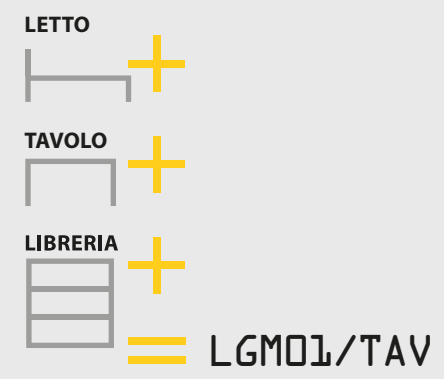 LETTO
+
TAVOLO
+
LIBRERIA
+
= LGM01/TAV